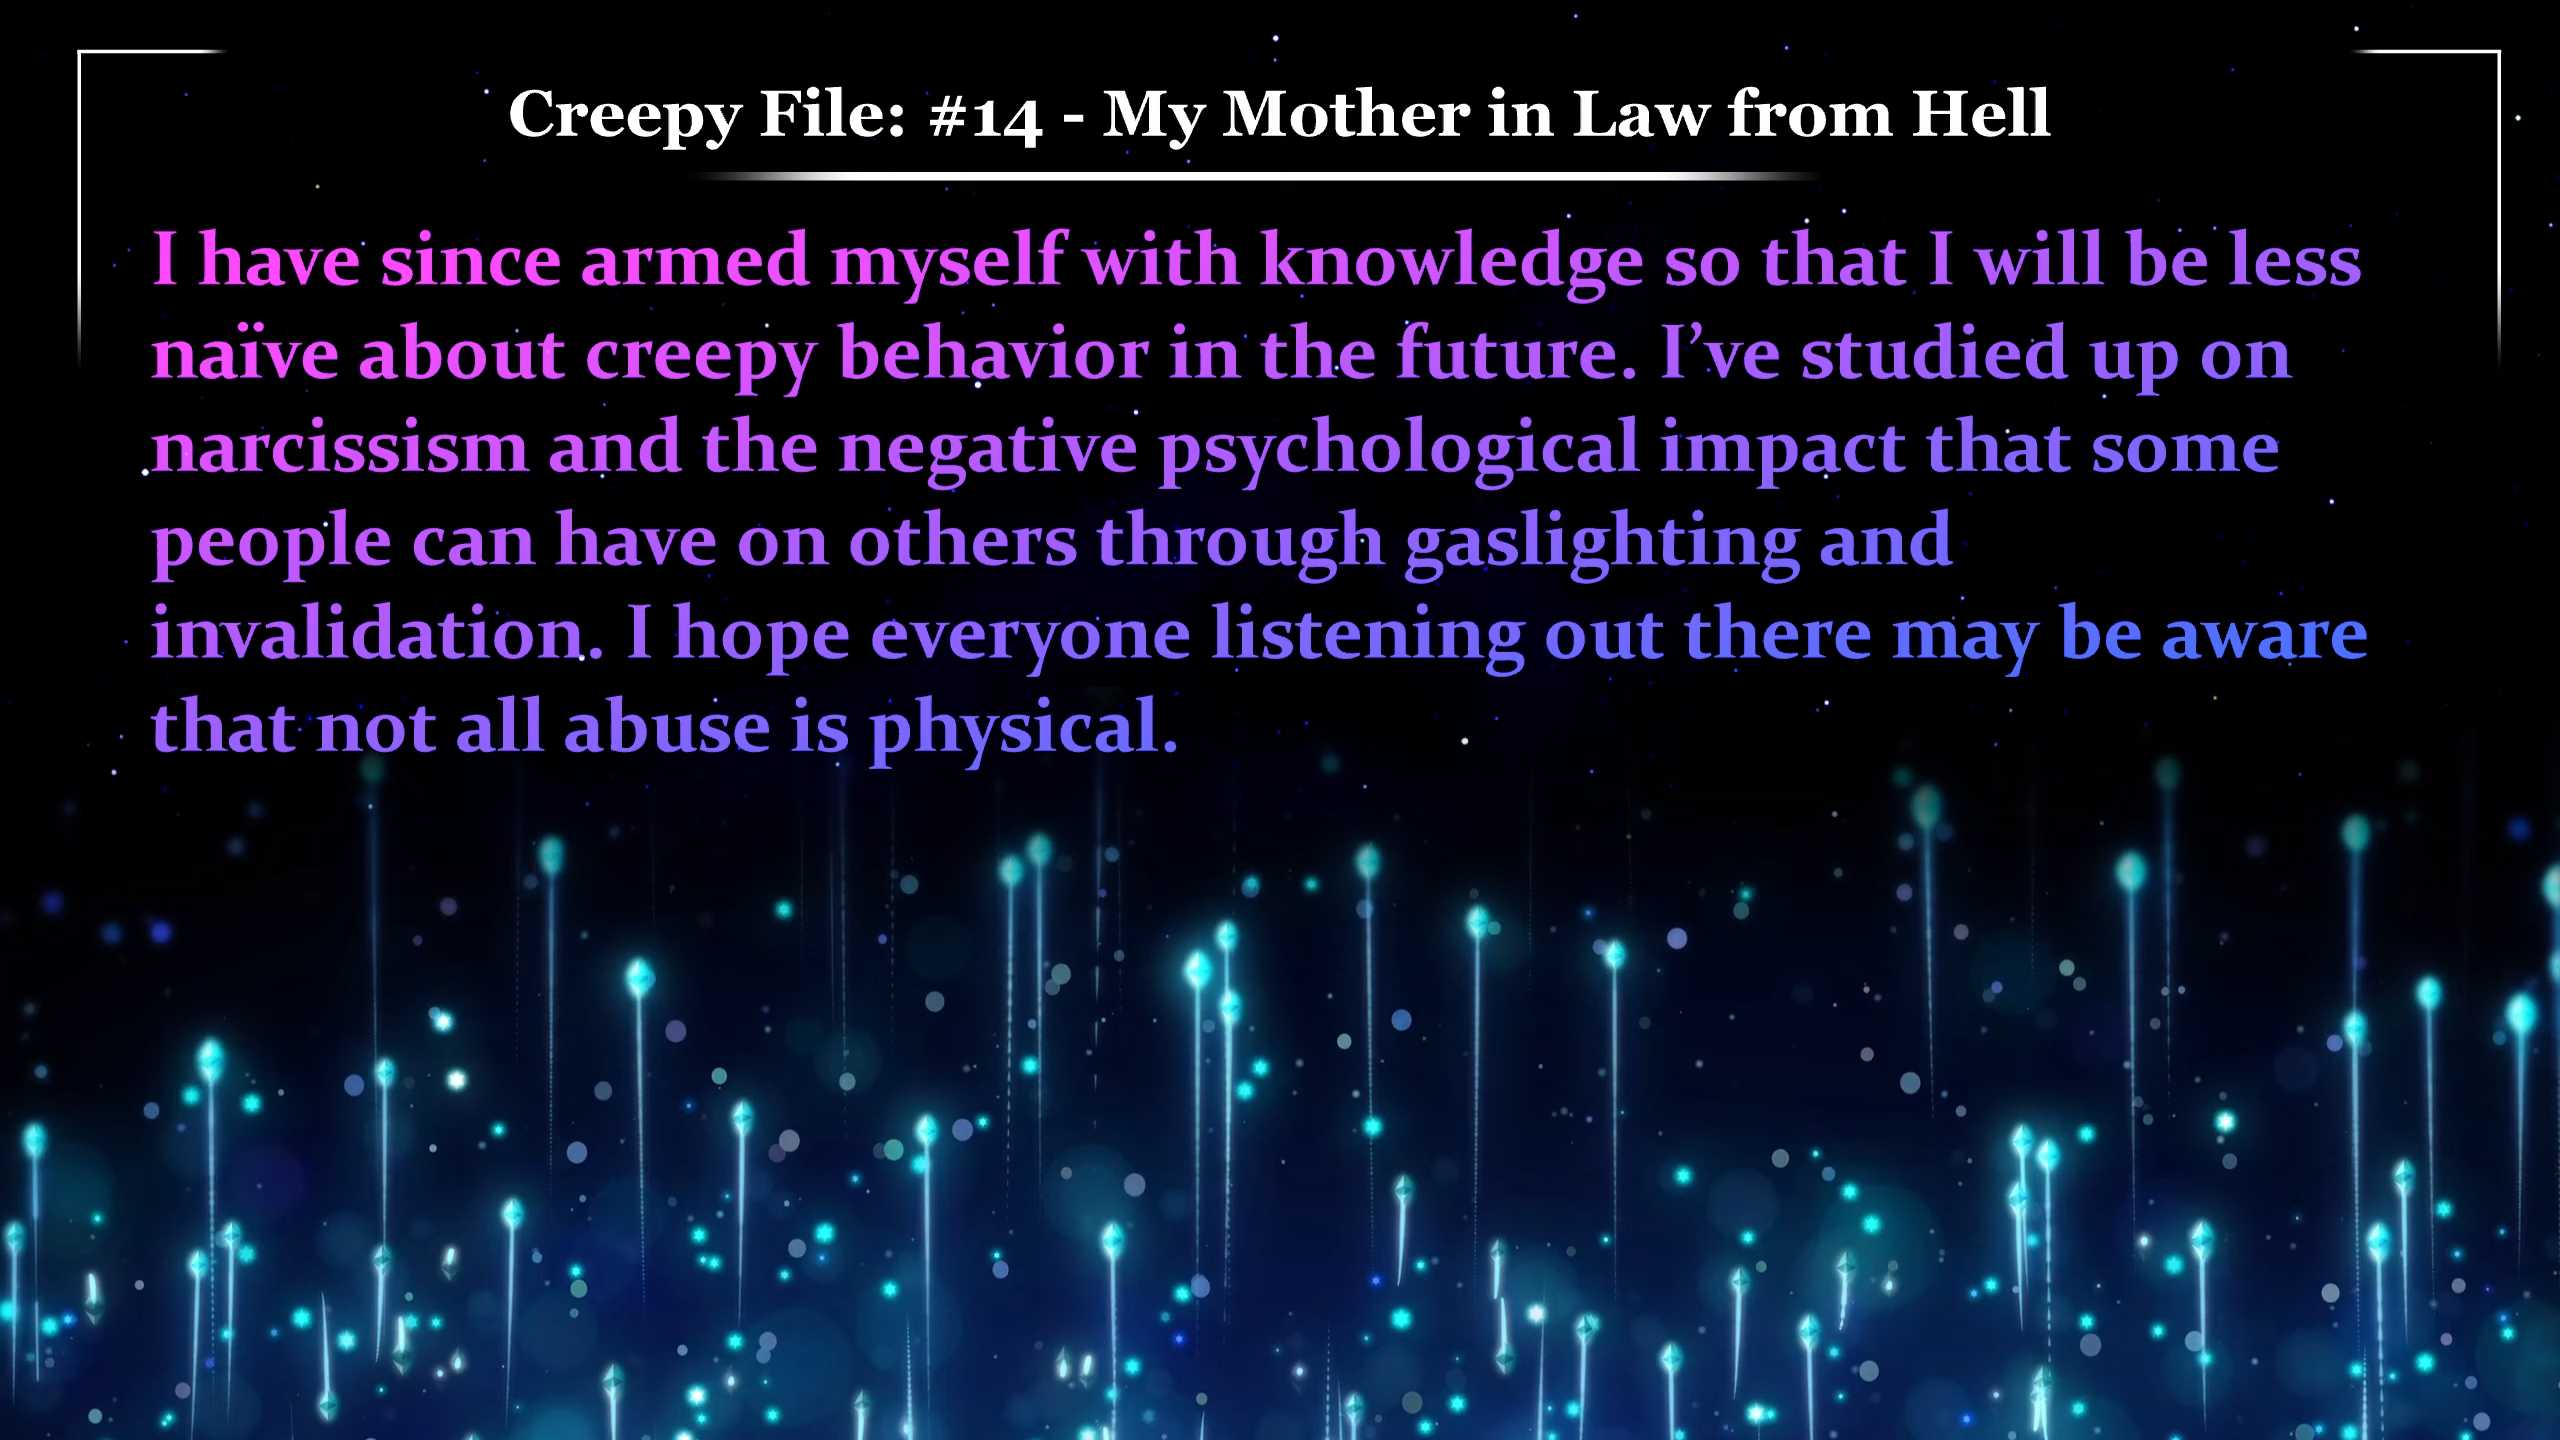 Creepy File: #14 - My Mother in Law from Hell
I have since armed myself with knowledge so that I will be less
naïve about creepy behavior in the future. I’ve studied up on
narcissism and the negative psychological impact that some
people can have on others through gaslighting and
invalidation. I hope everyone listening out there may be aware
that not all abuse is physical.